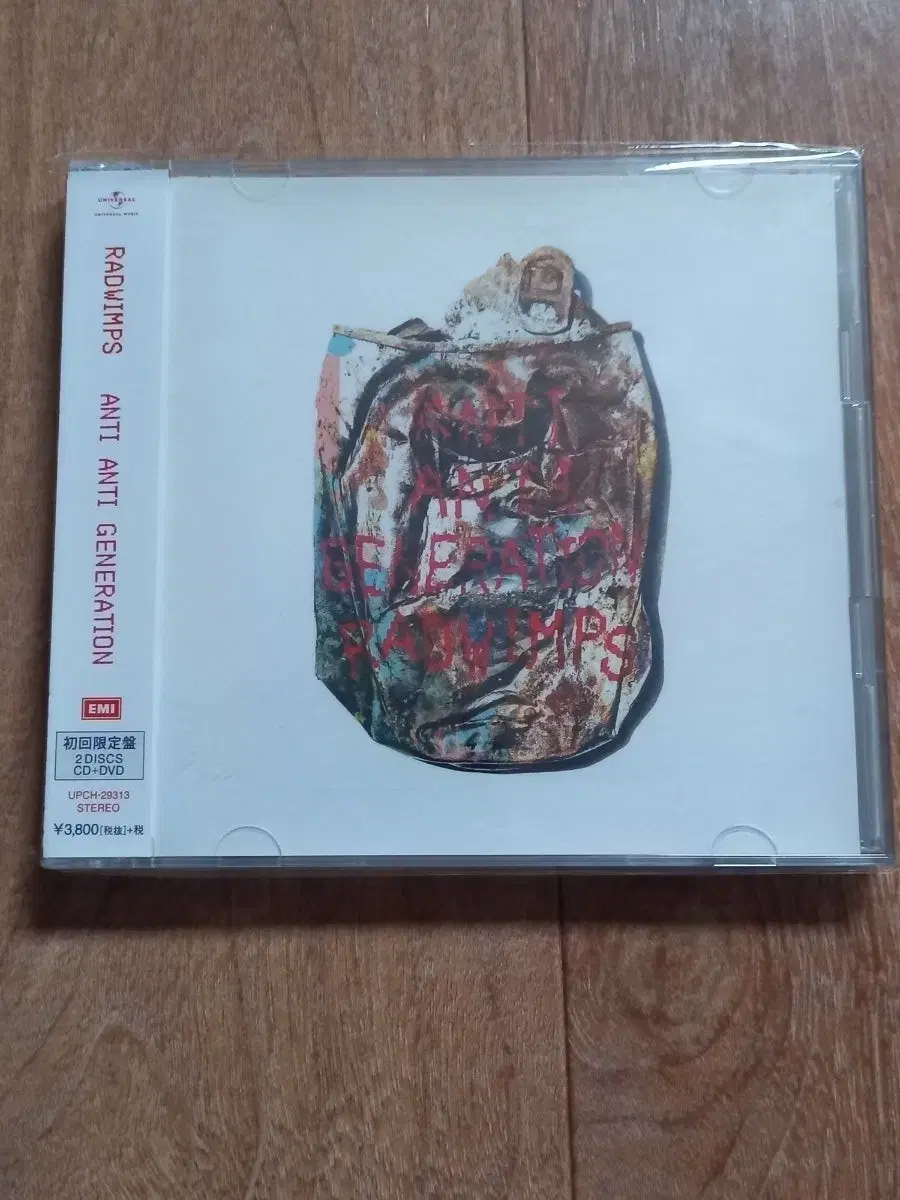 UNIVERSAL
UNIVERSAL MUSIC
RADWIMPS ANTI ANTI GENERATION
EMI
初回限定盤
2DISCS
CD+DVD
UPCH-29313
STEREO
¥3,800[税抜]+税
ANTI
ANTI
GENERATION
RADWIMPS